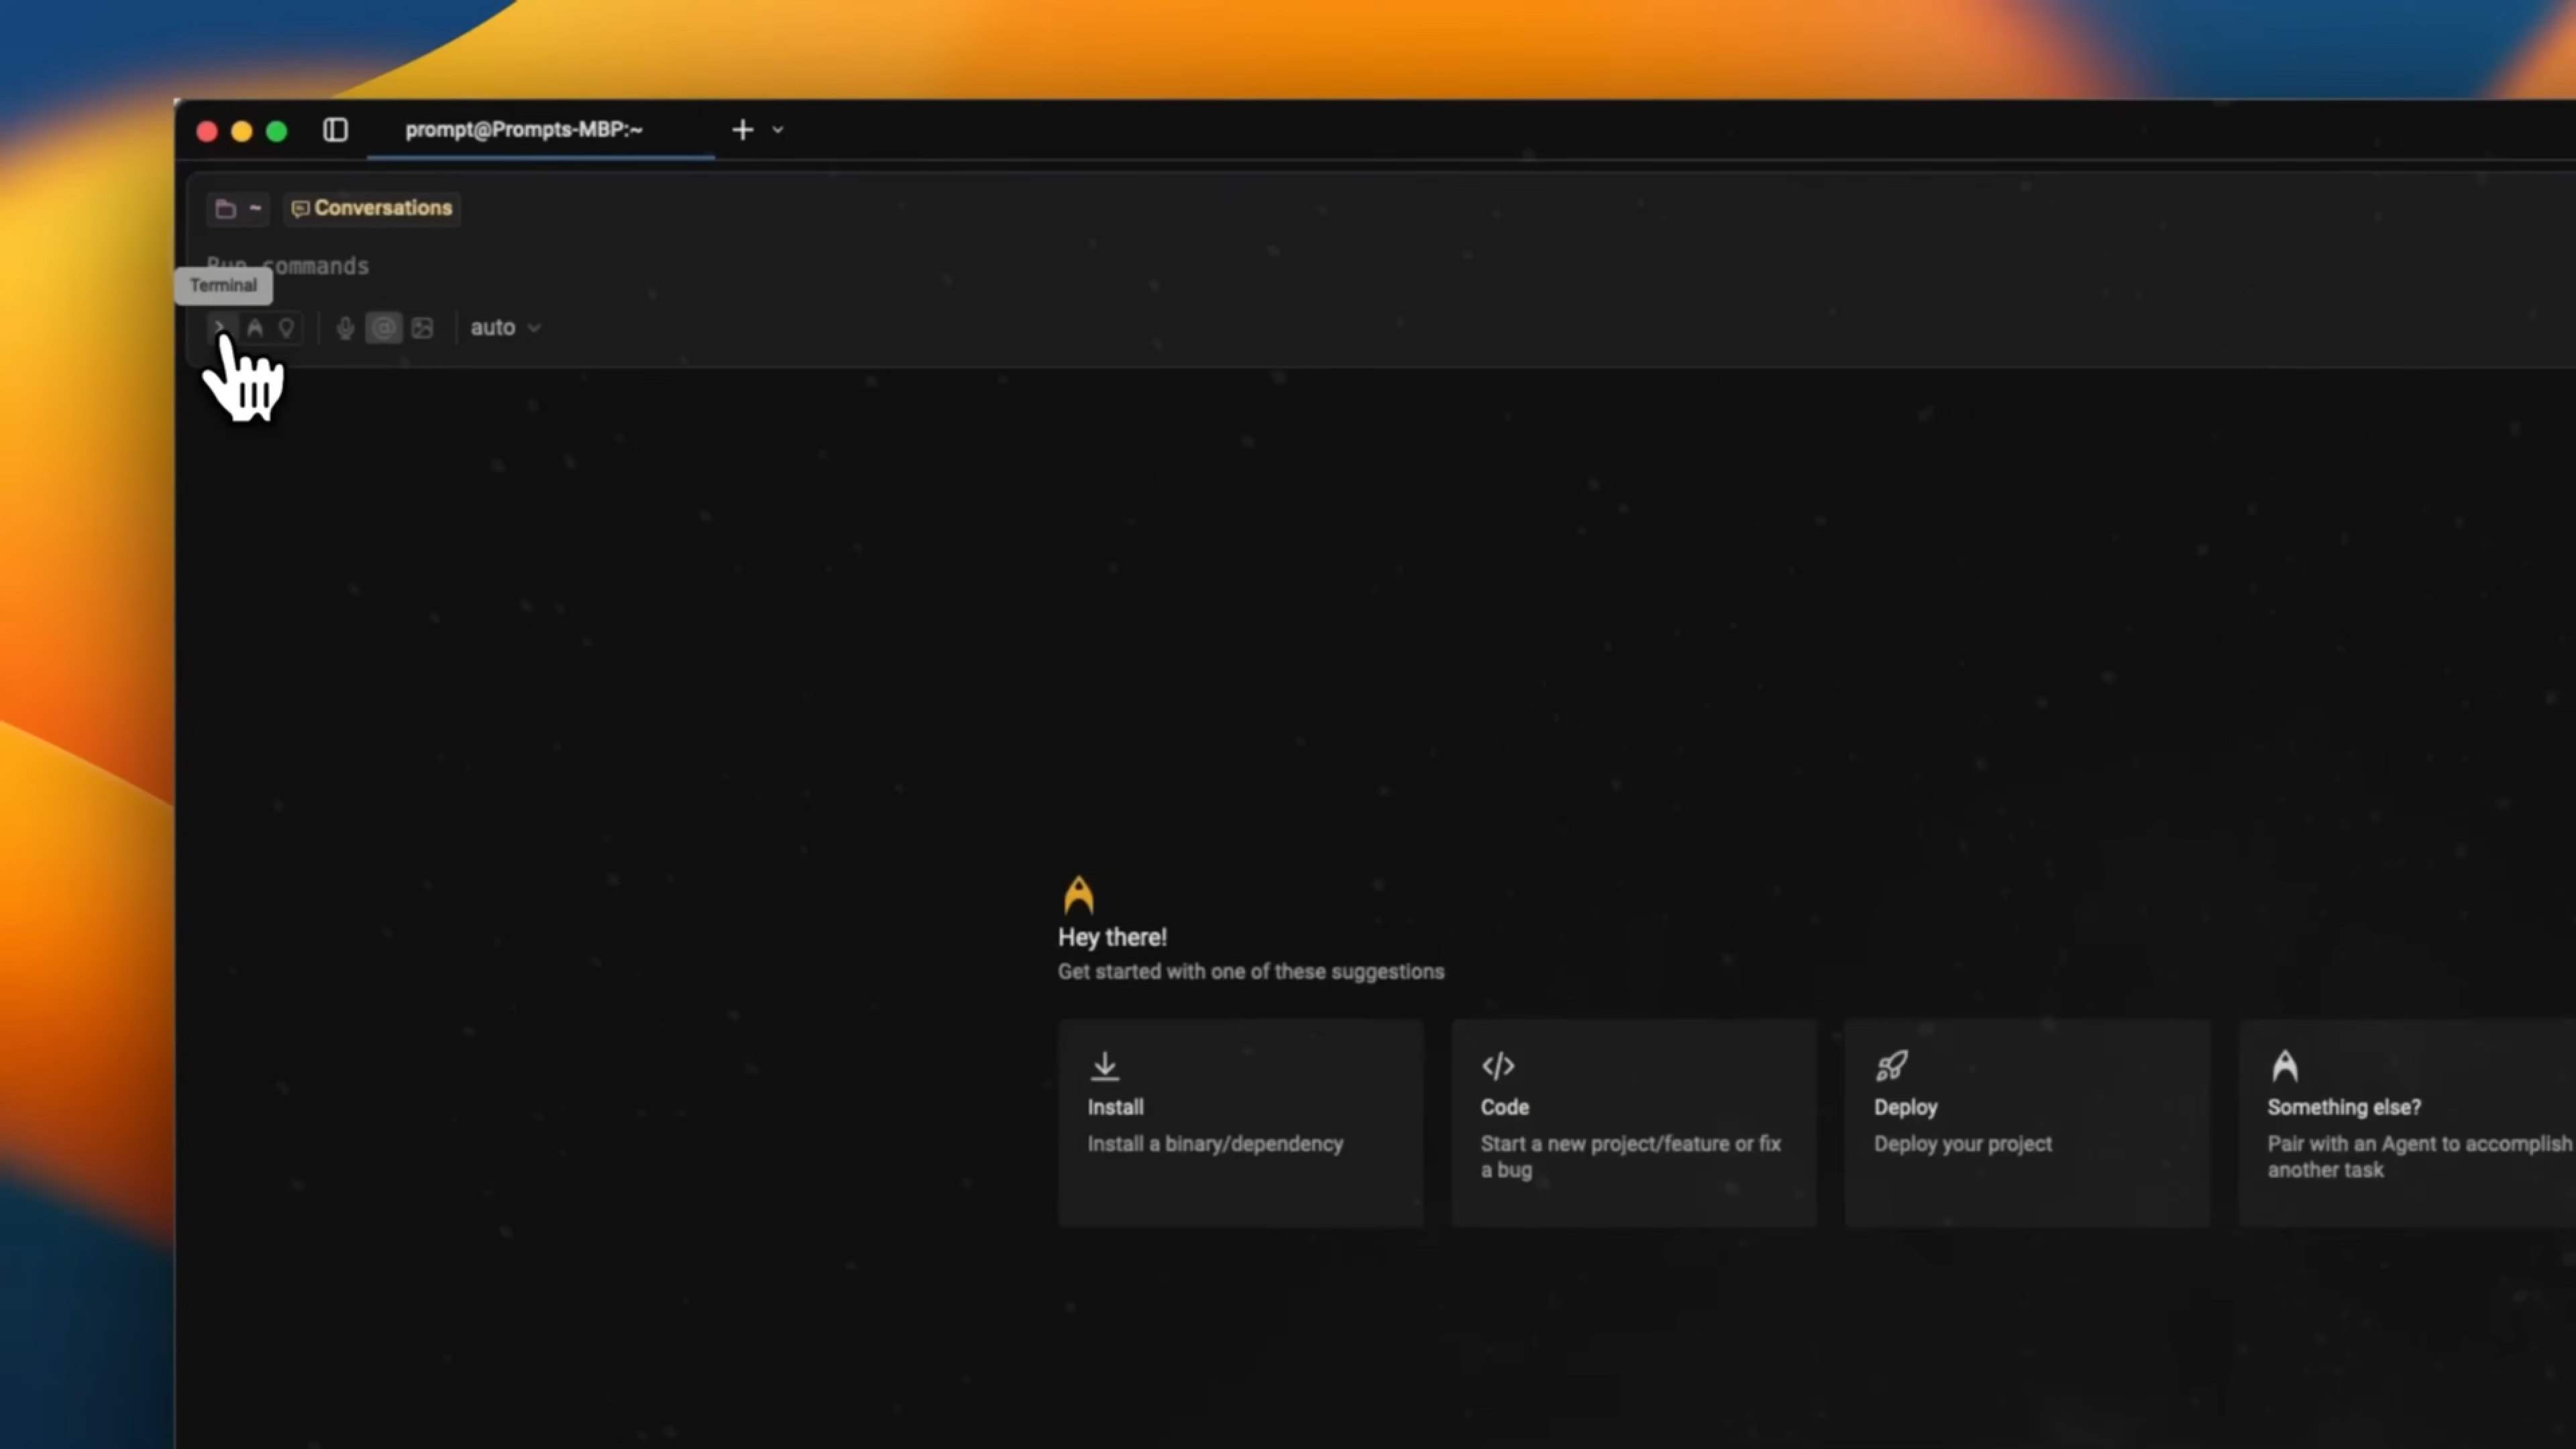 prompt@Prompts-MBP:~
~ Conversations
Run commands
Terminal
auto
Hey there!
Get started with one of these suggestions
Install
Install a binary/dependency
Code
Start a new project/feature or fix
a bug
Deploy
Deploy your project
Something else?
Pair with an Agent to accomplish
another task